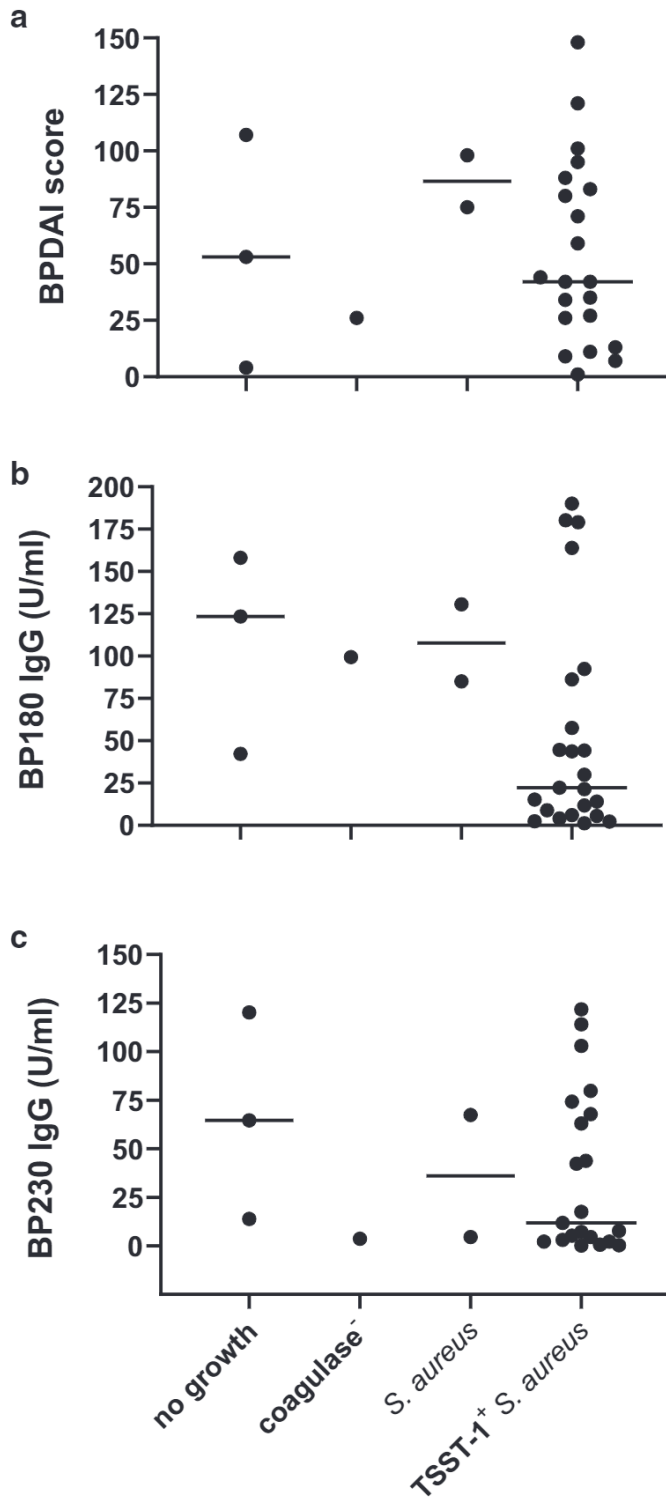 a
BPDAI score
150
125
100
75
50
25
0
b
BP180 IgG (U/ml)
200
175
150
125
100
75
50
25
0
c
BP230 IgG (U/ml)
150
125
100
75
50
25
0
no growth
coagulase⁻
S. aureus
TSST-1⁺ S. aureus